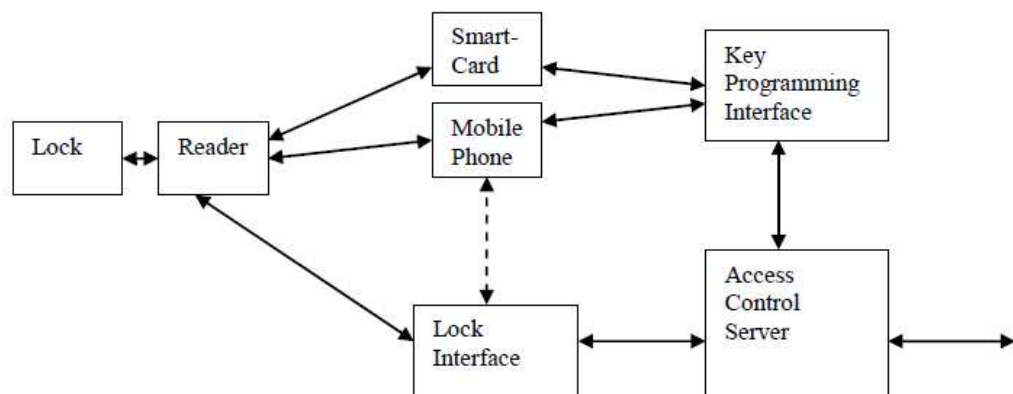 Smart-
Card
Key
Programming
Interface
Mobile
Phone
Lock
Reader
Access
Control
Server
Lock
Interface